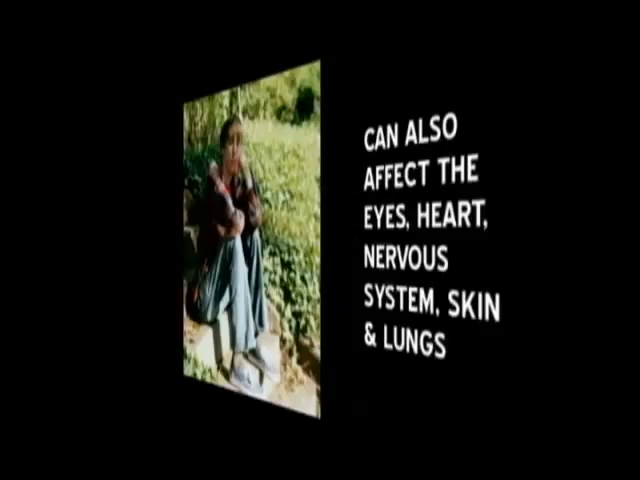 CAN ALSO
AFFECT THE
EYES, HEART,
NERVOUS
SYSTEM, SKIN
& LUNGS